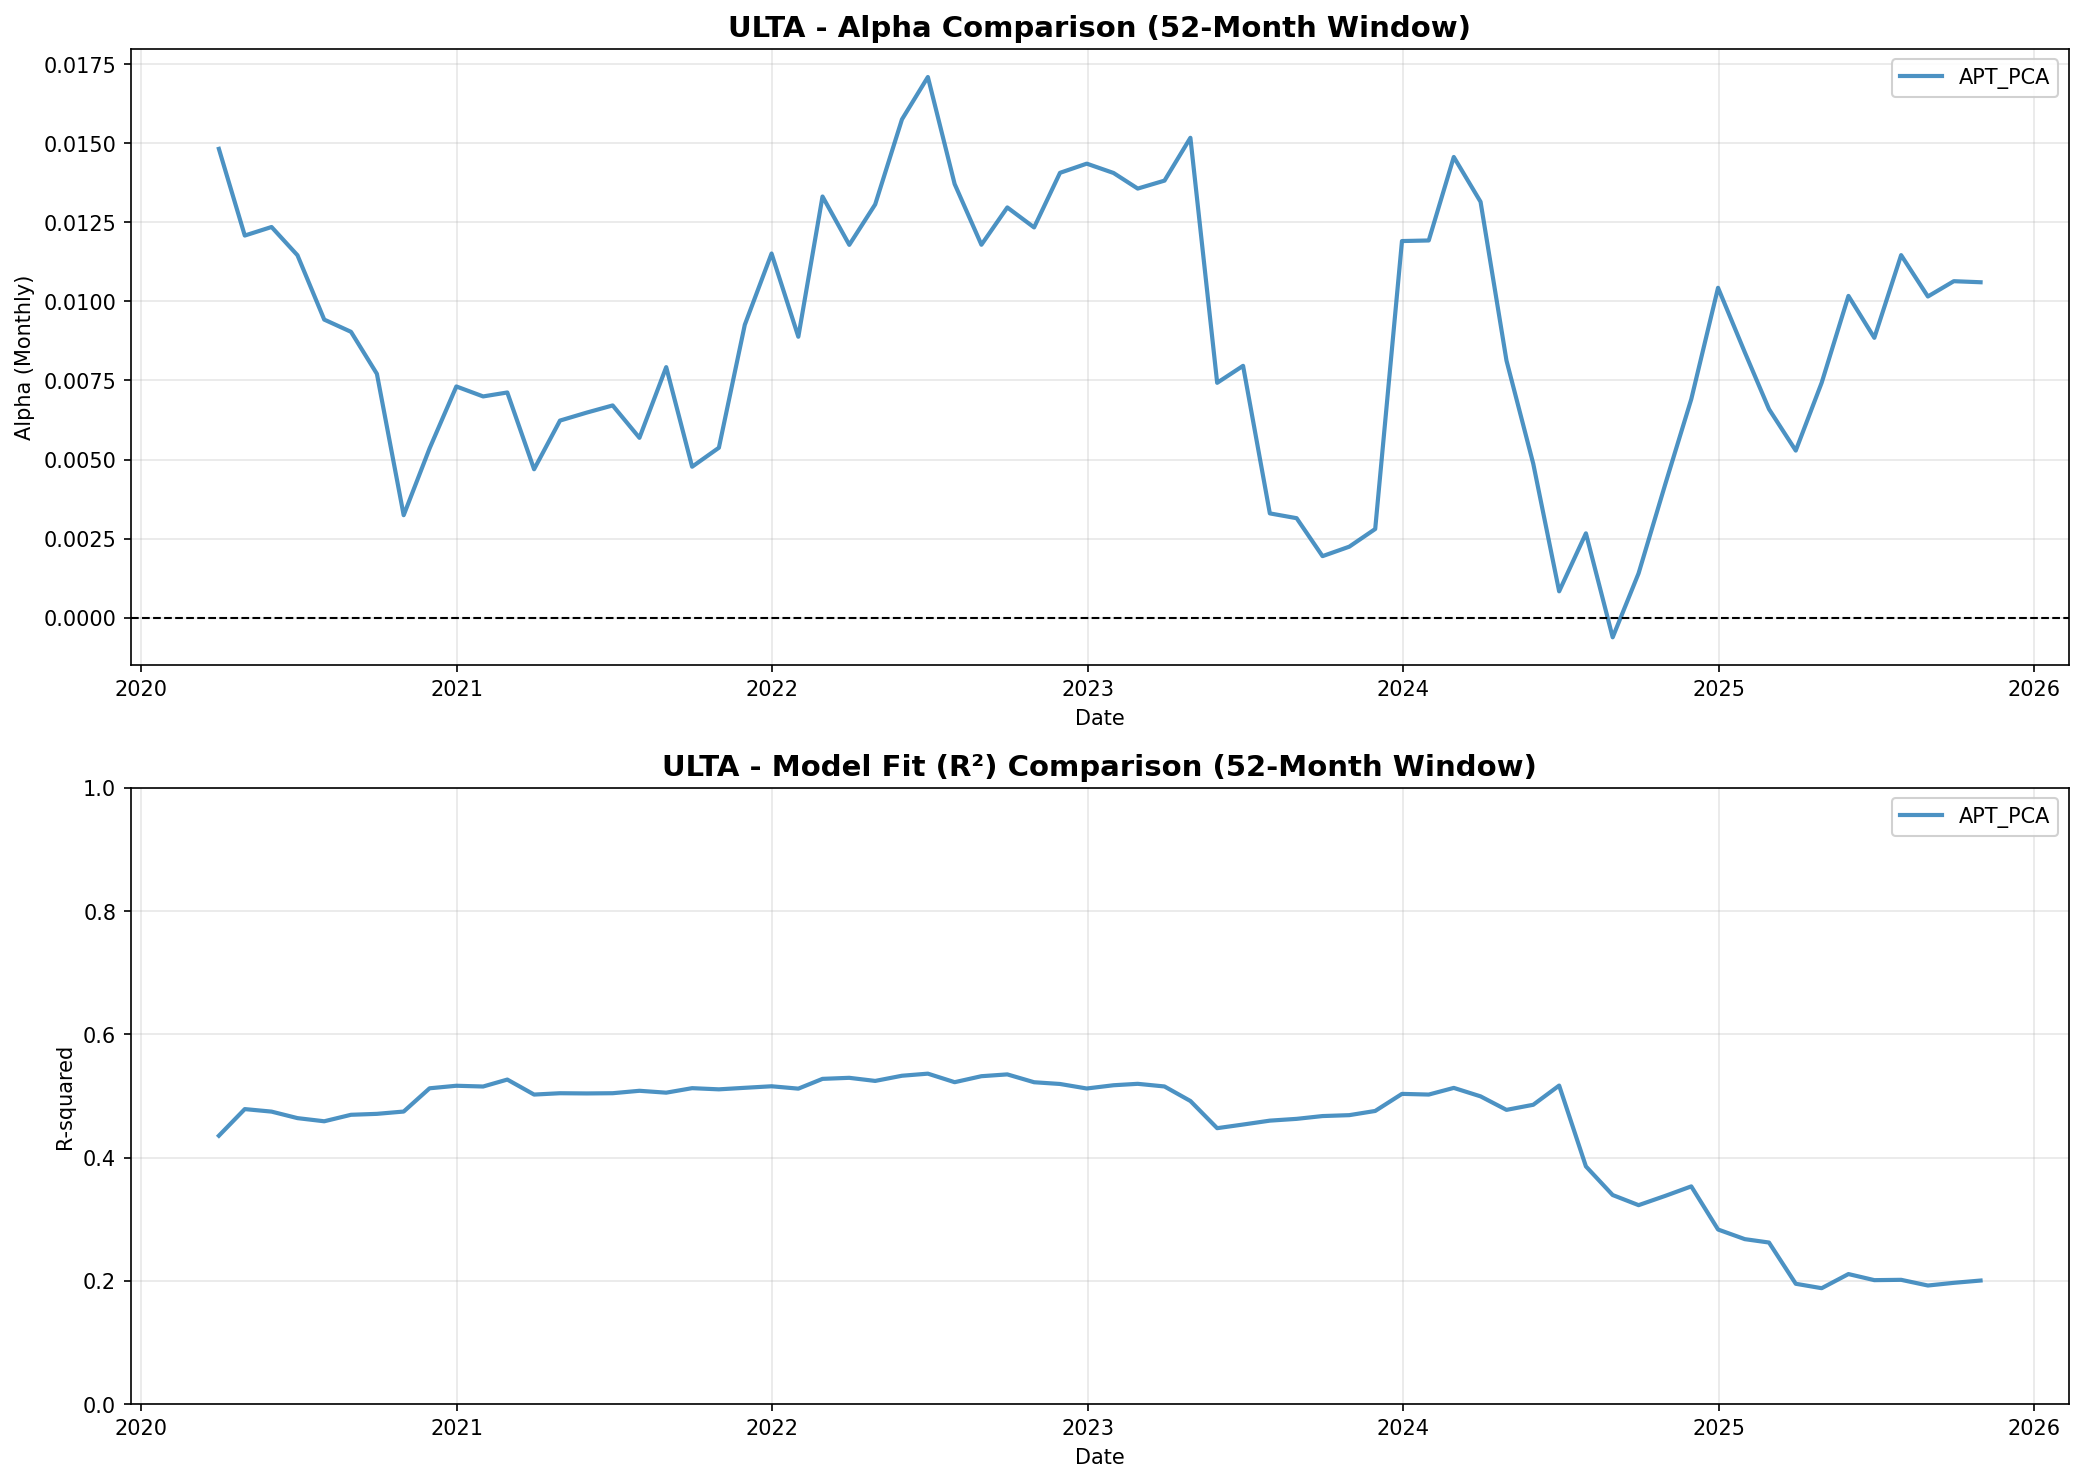 ULTA - Alpha Comparison (52-Month Window)
APT_PCA
Alpha (Monthly)
0.0175
0.0150
0.0125
0.0100
0.0075
0.0050
0.0025
0.0000
2020 2021 2022 2023 2024 2025 2026
Date
ULTA - Model Fit (R²) Comparison (52-Month Window)
APT_PCA
R-squared
1.0
0.8
0.6
0.4
0.2
0.0
2020 2021 2022 2023 2024 2025 2026
Date